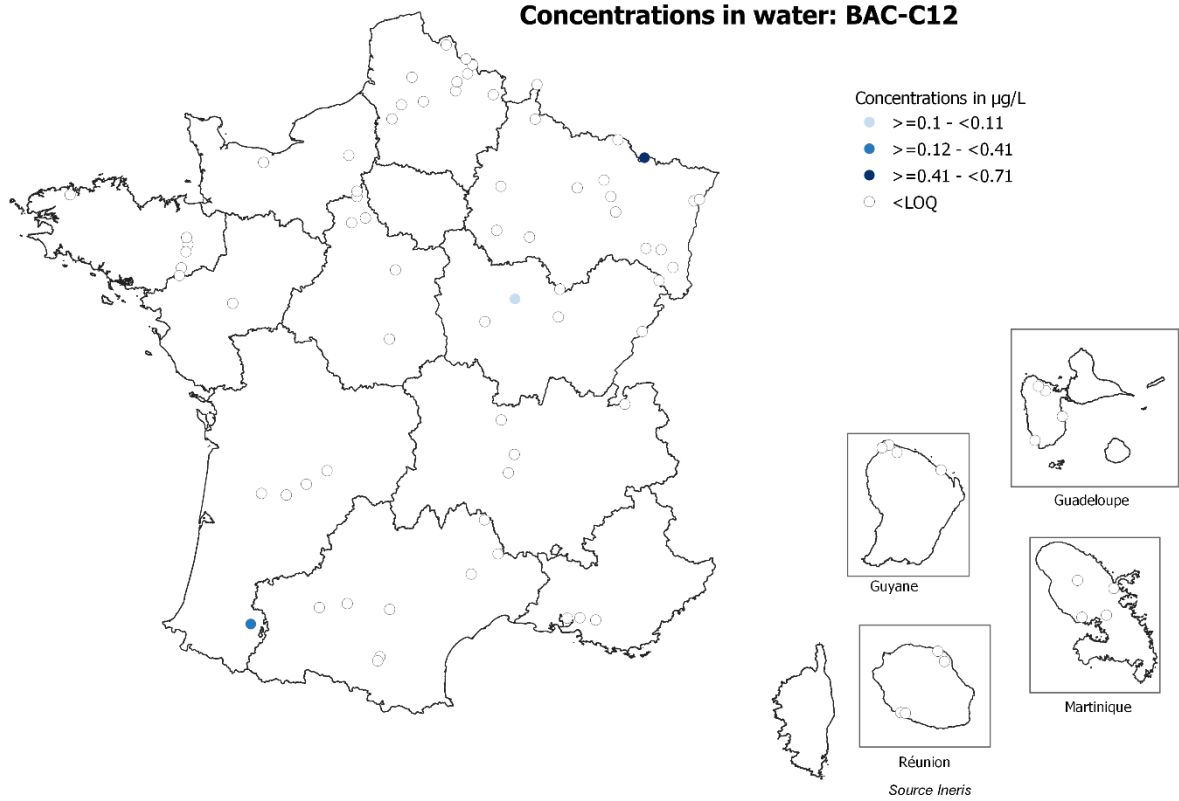 Concentrations in water: BAC-C12
Concentrations in µg/L
>=0.1 - <0.11
>=0.12 - <0.41
>=0.41 - <0.71
<LOQ
Guadeloupe
Guyane
Martinique
Réunion
Source Ineris